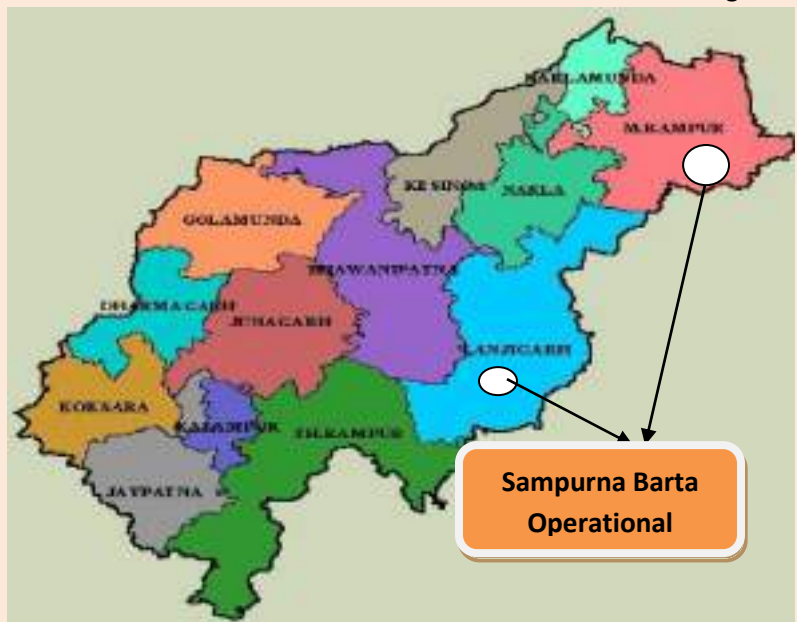 NARLAMUNDA
M.RAMPUR
KESINGA
NARLA
GOLAMUNDA
BHAWANIPATNA
DHARMAGARH
JUNAGARH
LANJIGARH
KOKSARA
KALAMPUR
TH.RAMPUR
JAYPATNA
Sampurna Barta
Operational